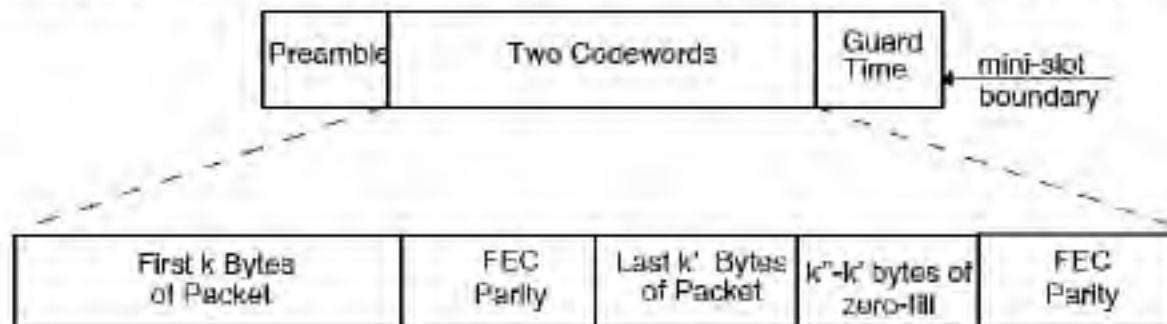 Preamble
Two Codewords
Guard
Time
mini-slot
boundary
First k Bytes
of Packet
FEC
Parity
Last k' Bytes
of Packet
k"-k' bytes of
zero-fill
FEC
Parity